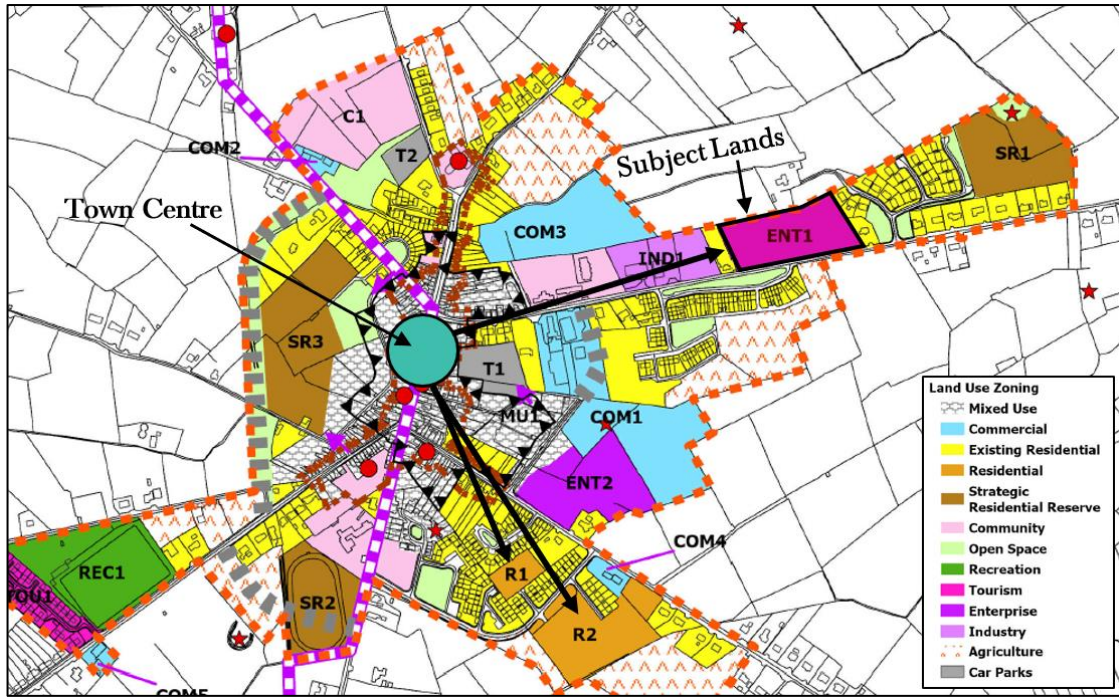 C1
COM2
T2
SR1
Subject Lands
Town Centre
COM3
ENT1
IND1
SR3
T1
MU1
COM1
ENT2
COM4
R1
REC1
SR2
R2
Land Use Zoning
Mixed Use
Commercial
Existing Residential
Residential
Strategic
Residential Reserve
Community
Open Space
Recreation
Tourism
Enterprise
Industry
Agriculture
Car Parks